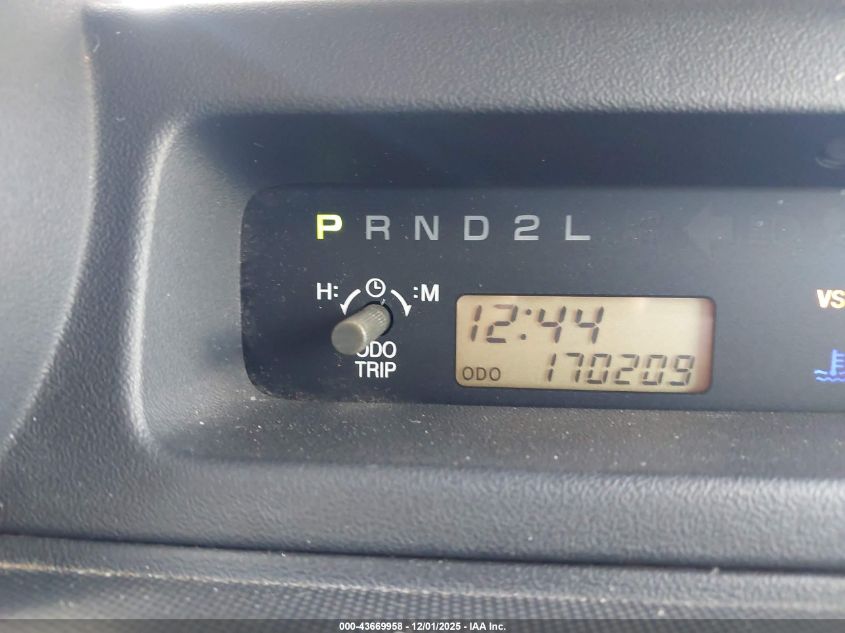 P R N D 2 L
H: :M
VS
12:44
ODO
TRIP
ODO 170209
000-43669958 - 12/01/2025 - IAA Inc.